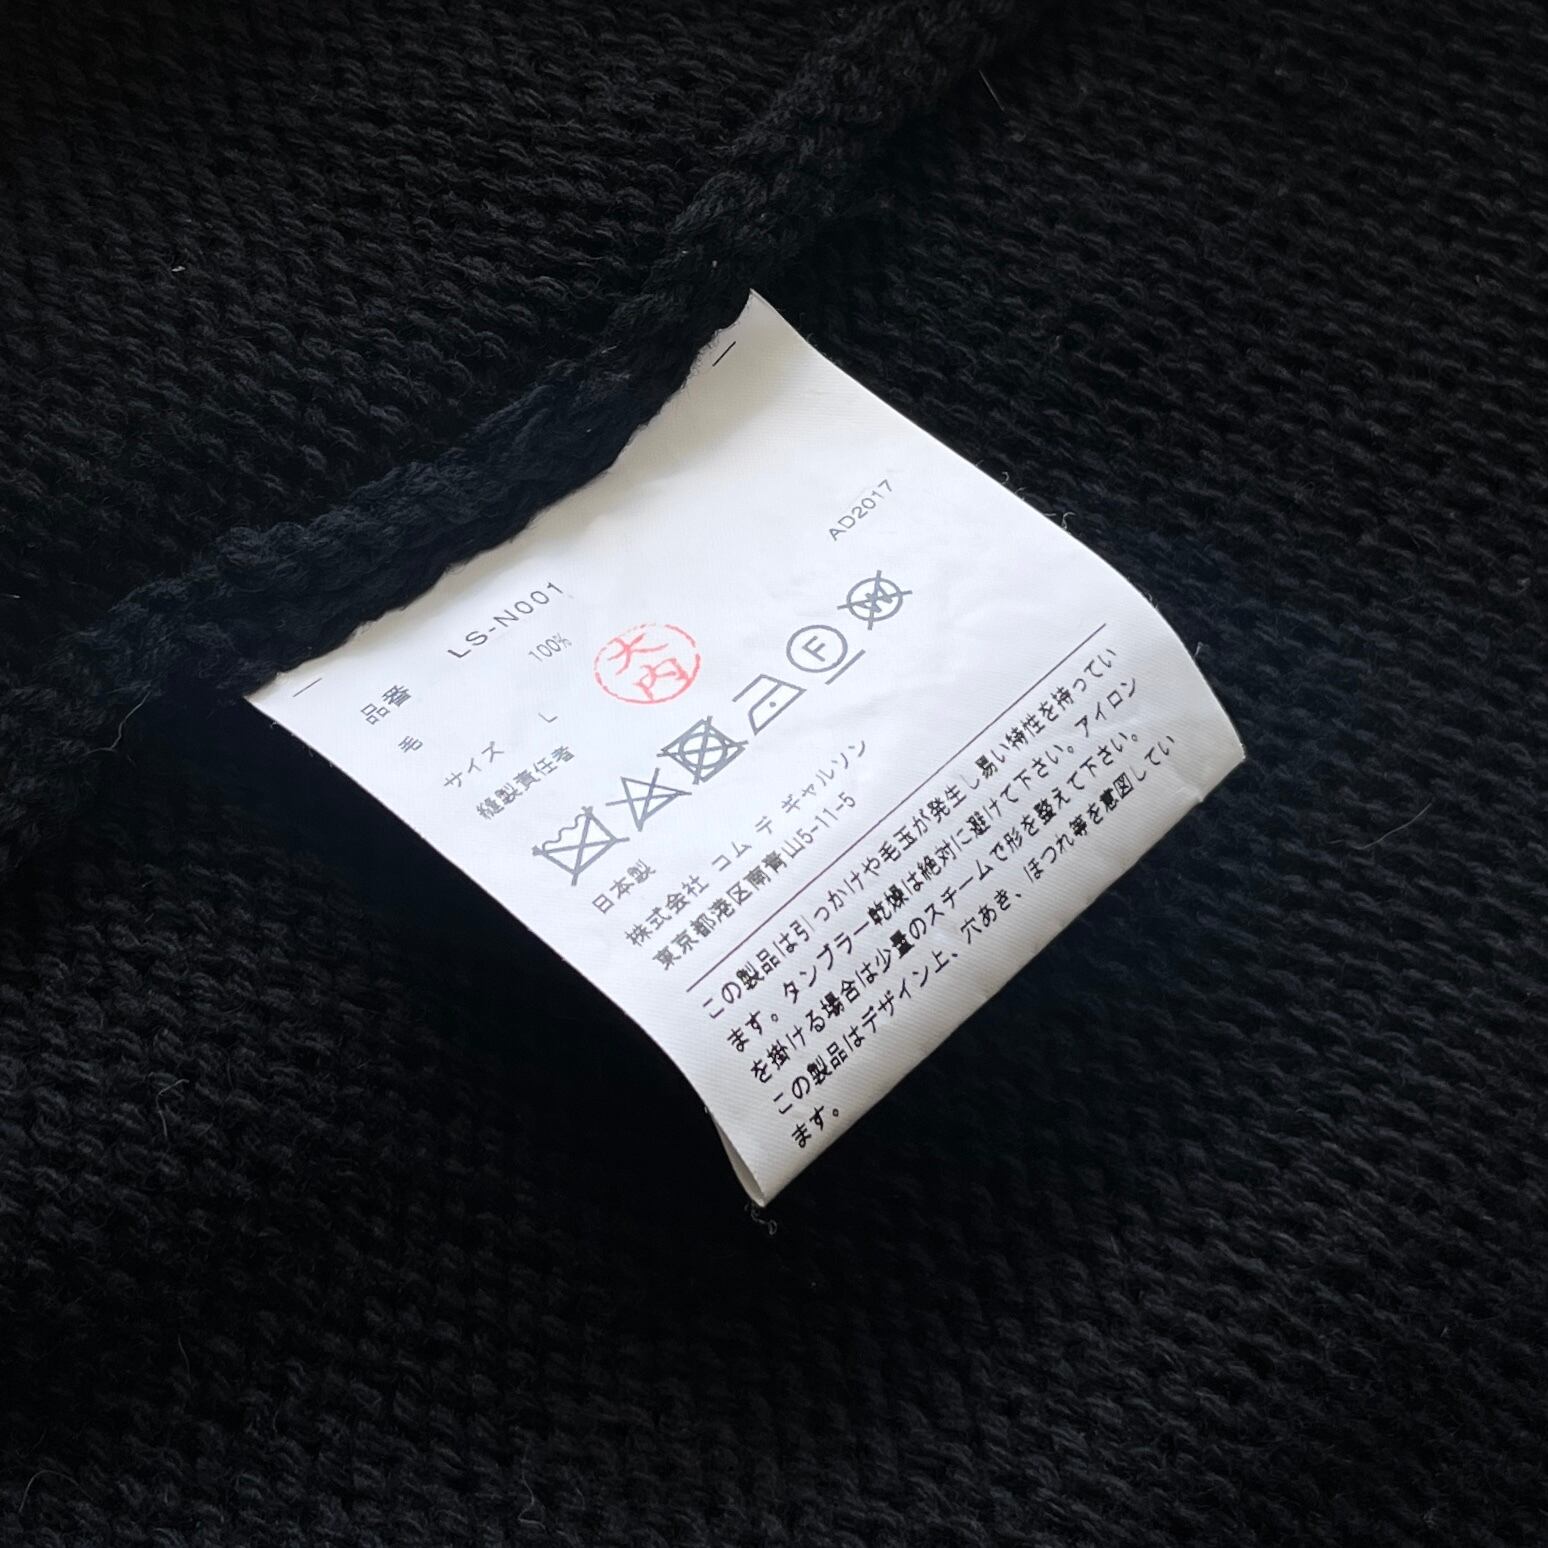 AD2017
品番 LS-N001
毛 100%
サイズ L
縫製責任者 大内
F
W
日本製
株式会社 コム デ ギャルソン
東京都港区南青山5-11-5
この製品は引っかけや毛玉が発生し易い特性を持ってい
ます。タンブラー乾燥は絶対に避けて下さい。アイロン
を掛ける場合は少量のスチームで形を整えて下さい。
この製品はデザイン上、穴あき、ほつれ等を意図してい
ます。